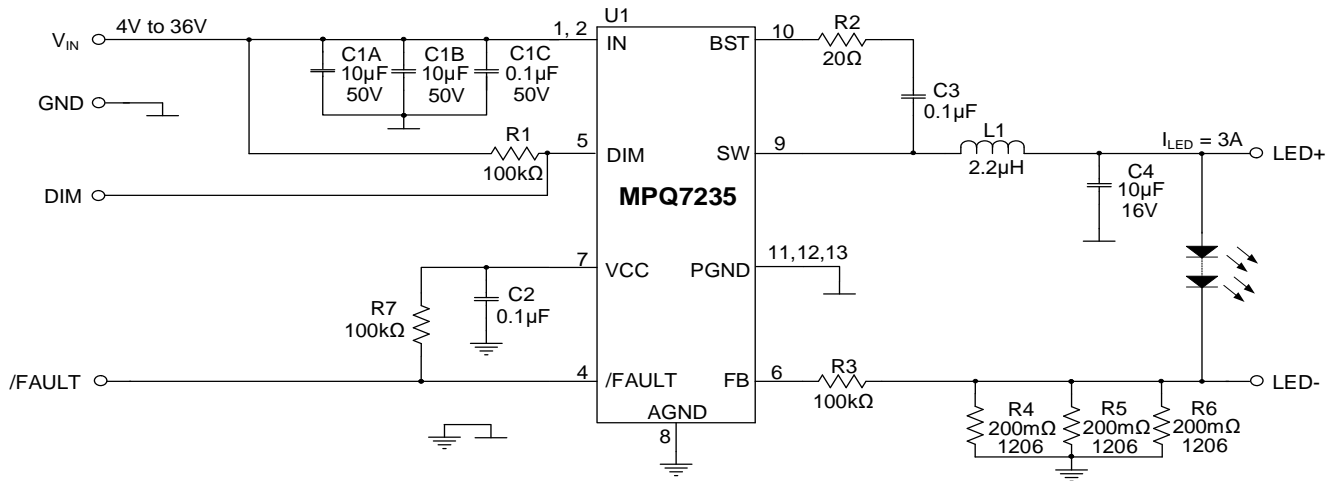 U1
V_IN 4V to 36V
1, 2
IN
BST
10
R2
20Ω
C1A
10µF
50V
C1B
10µF
50V
C1C
0.1µF
50V
C3
0.1µF
GND
R1
100kΩ
5
DIM
SW
9
L1
2.2µH
I_LED = 3A
LED+
C4
10µF
16V
DIM
MPQ7235
7
VCC
PGND
11,12,13
C2
0.1µF
R7
100kΩ
/FAULT
4
/FAULT
FB
6
R3
100kΩ
LED-
R4
200mΩ
1206
R5
200mΩ
1206
R6
200mΩ
1206
AGND
8